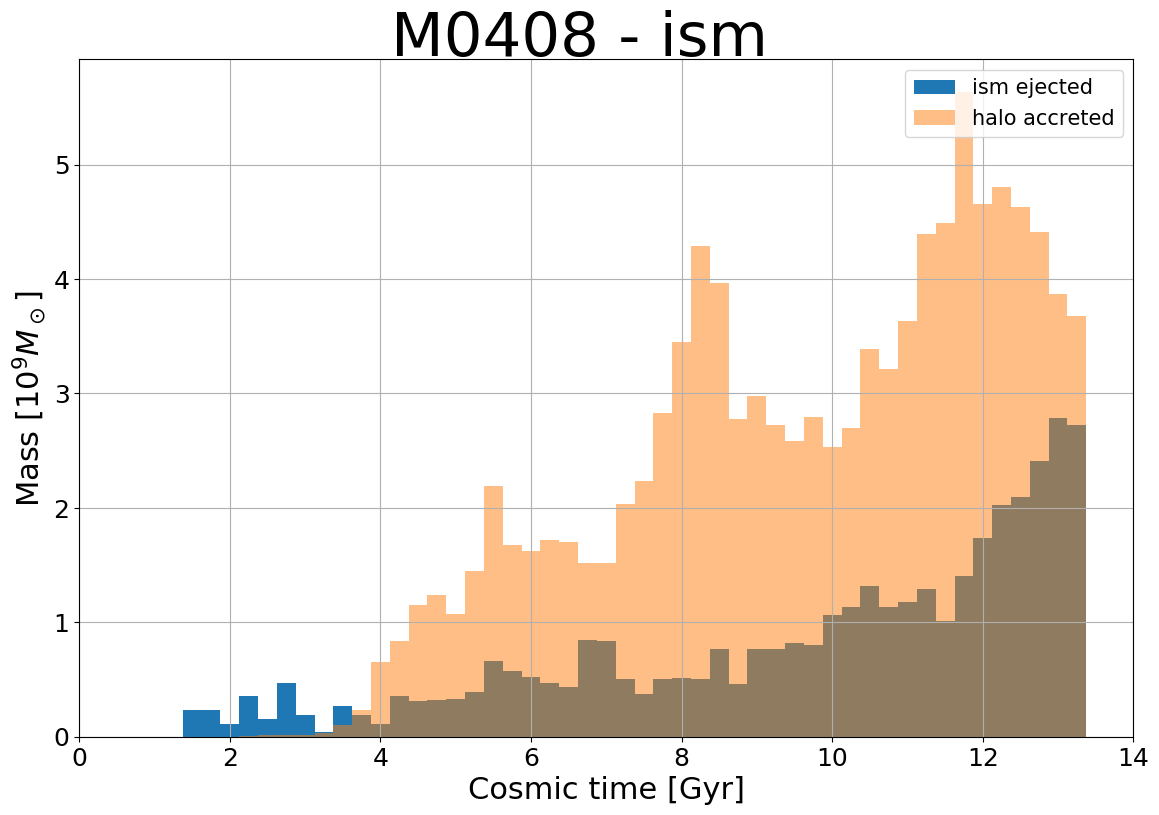 M0408 - ism
ism ejected
halo accreted
Mass [10⁹M⊙]
5
4
3
2
1
0
0 2 4 6 8 10 12 14
Cosmic time [Gyr]